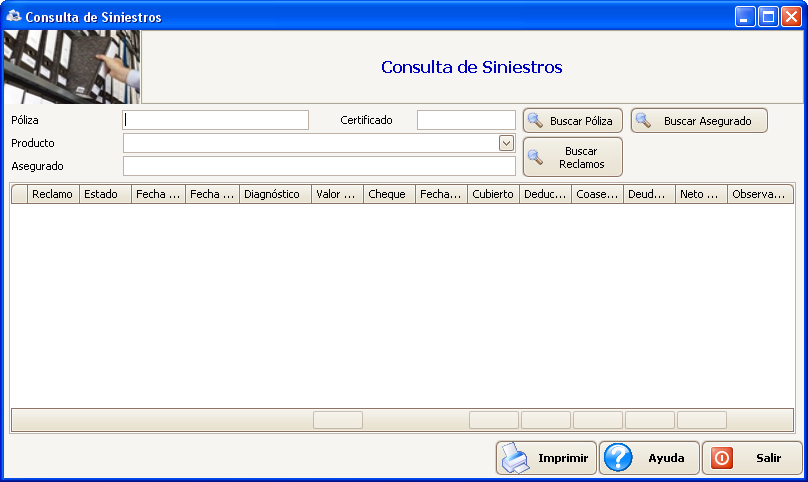 Consulta de Siniestros
Consulta de Siniestros
Póliza Certificado Buscar Póliza Buscar Asegurado
Producto
Buscar
Reclamos
Asegurado
Reclamo Estado Fecha ... Fecha ... Diagnóstico Valor ... Cheque Fecha... Cubierto Deduc... Coase... Deud... Neto ... Observa...
Imprimir Ayuda Salir